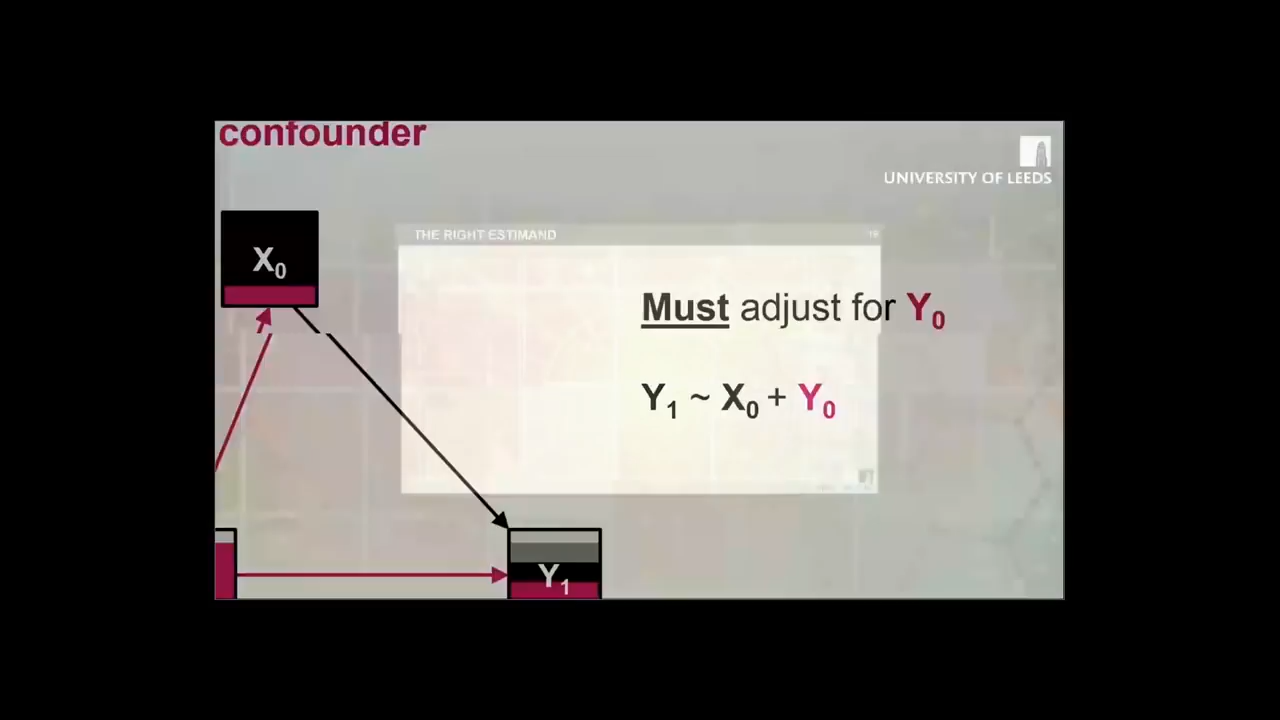 confounder
UNIVERSITY OF LEEDS
X₀
THE RIGHT ESTIMAND
Must adjust for Y₀
Y₁ ~ X₀ + Y₀
Y₁